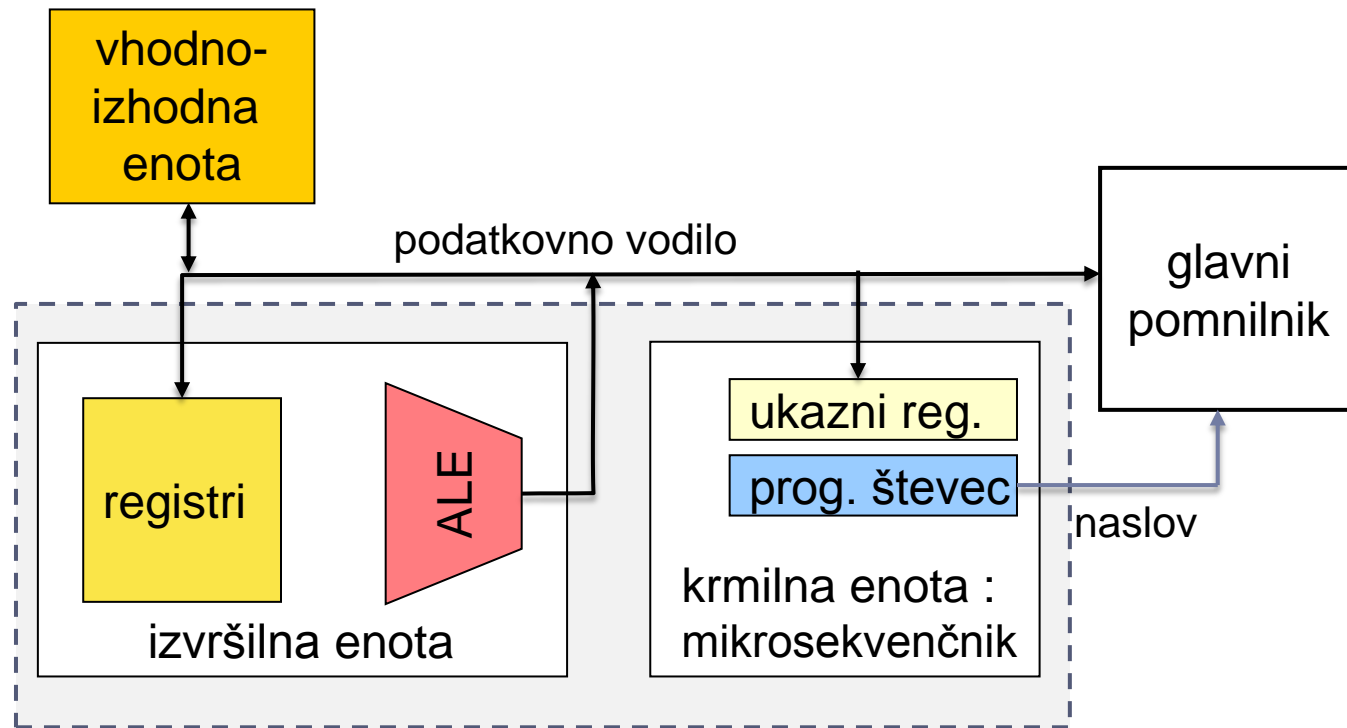 vhodno-
izhodna
enota
podatkovno vodilo
glavni
pomnilnik
registri
ALE
izvršilna enota
ukazni reg.
prog. števec
naslov
krmilna enota :
mikrosekvenčnik